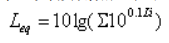 L_eq = 10lg(Σ10^0.1Li)